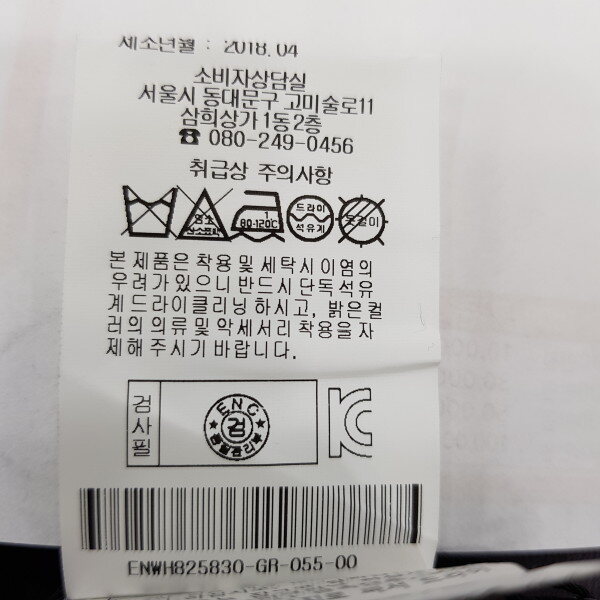 제조년월 : 2018.04
소비자상담실
서울시 동대문구 고미술로11
삼희상가 1동2층
☎ 080-249-0456
취급상 주의사항
염소
산소표백
1
80-120℃
드라이
석유계
옷걸이
본 제품은 착용 및 세탁시 이염의
우려가 있으니 반드시 단독 석유
계 드라이클리닝 하시고, 밝은 컬
러의 의류 및 악세서리 착용을 자
제해 주시기 바랍니다.
검사필
ENC
검
ENWH825830-GR-055-00